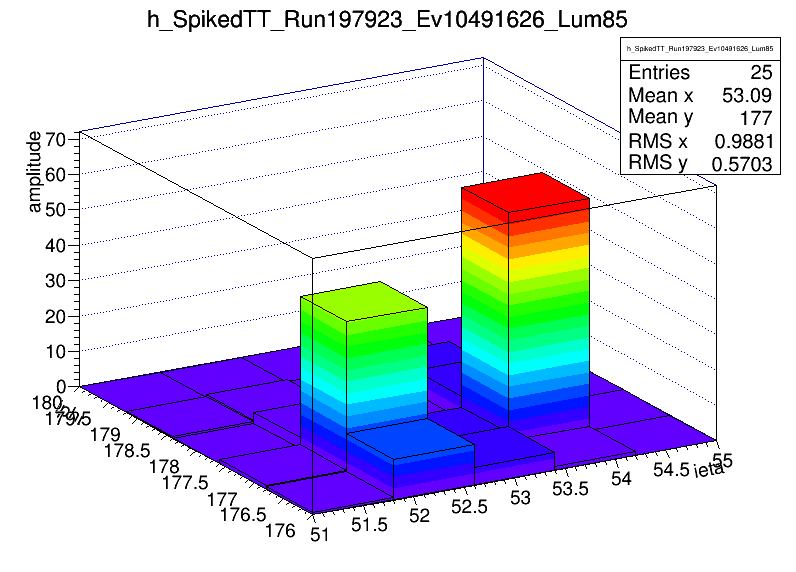 h_SpikedTT_Run197923_Ev10491626_Lum85
h_SpikedTT_Run197923_Ev10491626_Lum85
Entries 25
Mean x 53.09
Mean y 177
RMS x 0.9881
RMS y 0.5703
amplitude
70
60
50
40
30
20
10
0
180
179.5
179
178.5
178
177.5
177
176.5
176
51
51.5
52
52.5
53
53.5
54
54.5
55
ieta